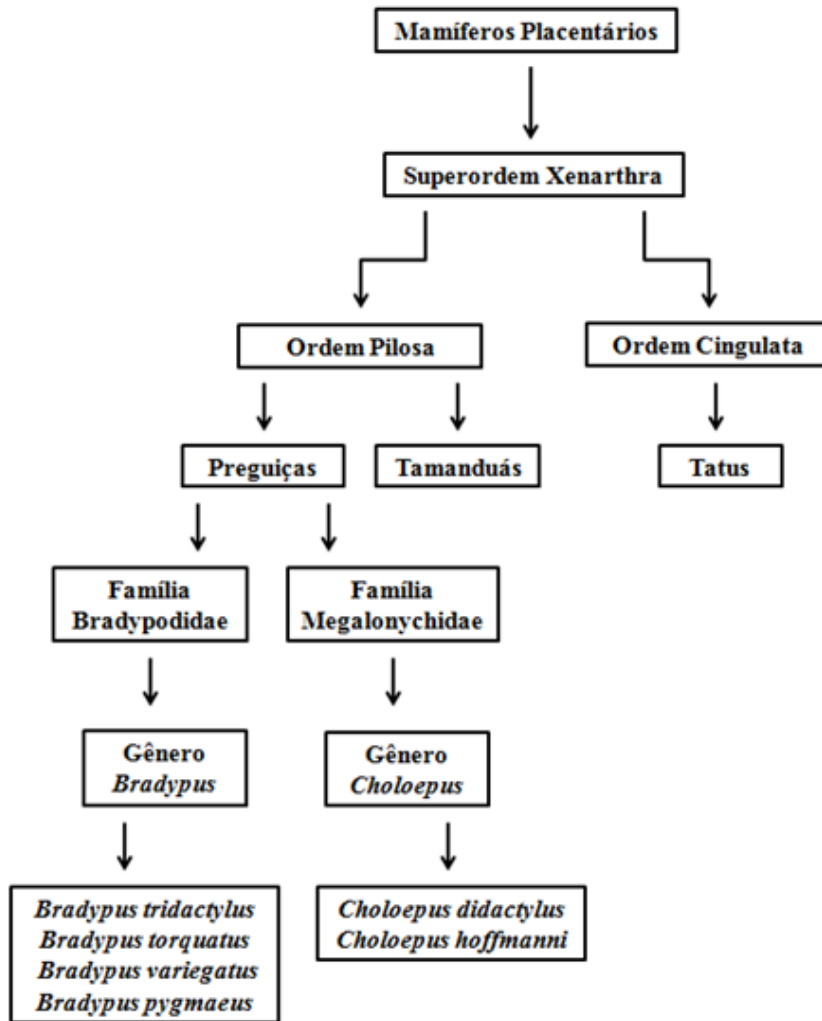 Mamíferos Placentários
Superordem Xenarthra
Ordem Pilosa
Ordem Cingulata
Preguiças
Tamanduás
Tatus
Família
Bradypodidae
Família
Megalonychidae
Gênero
Bradypus
Gênero
Choloepus
Bradypus tridactylus
Bradypus torquatus
Bradypus variegatus
Bradypus pygmaeus
Choloepus didactylus
Choloepus hoffmanni